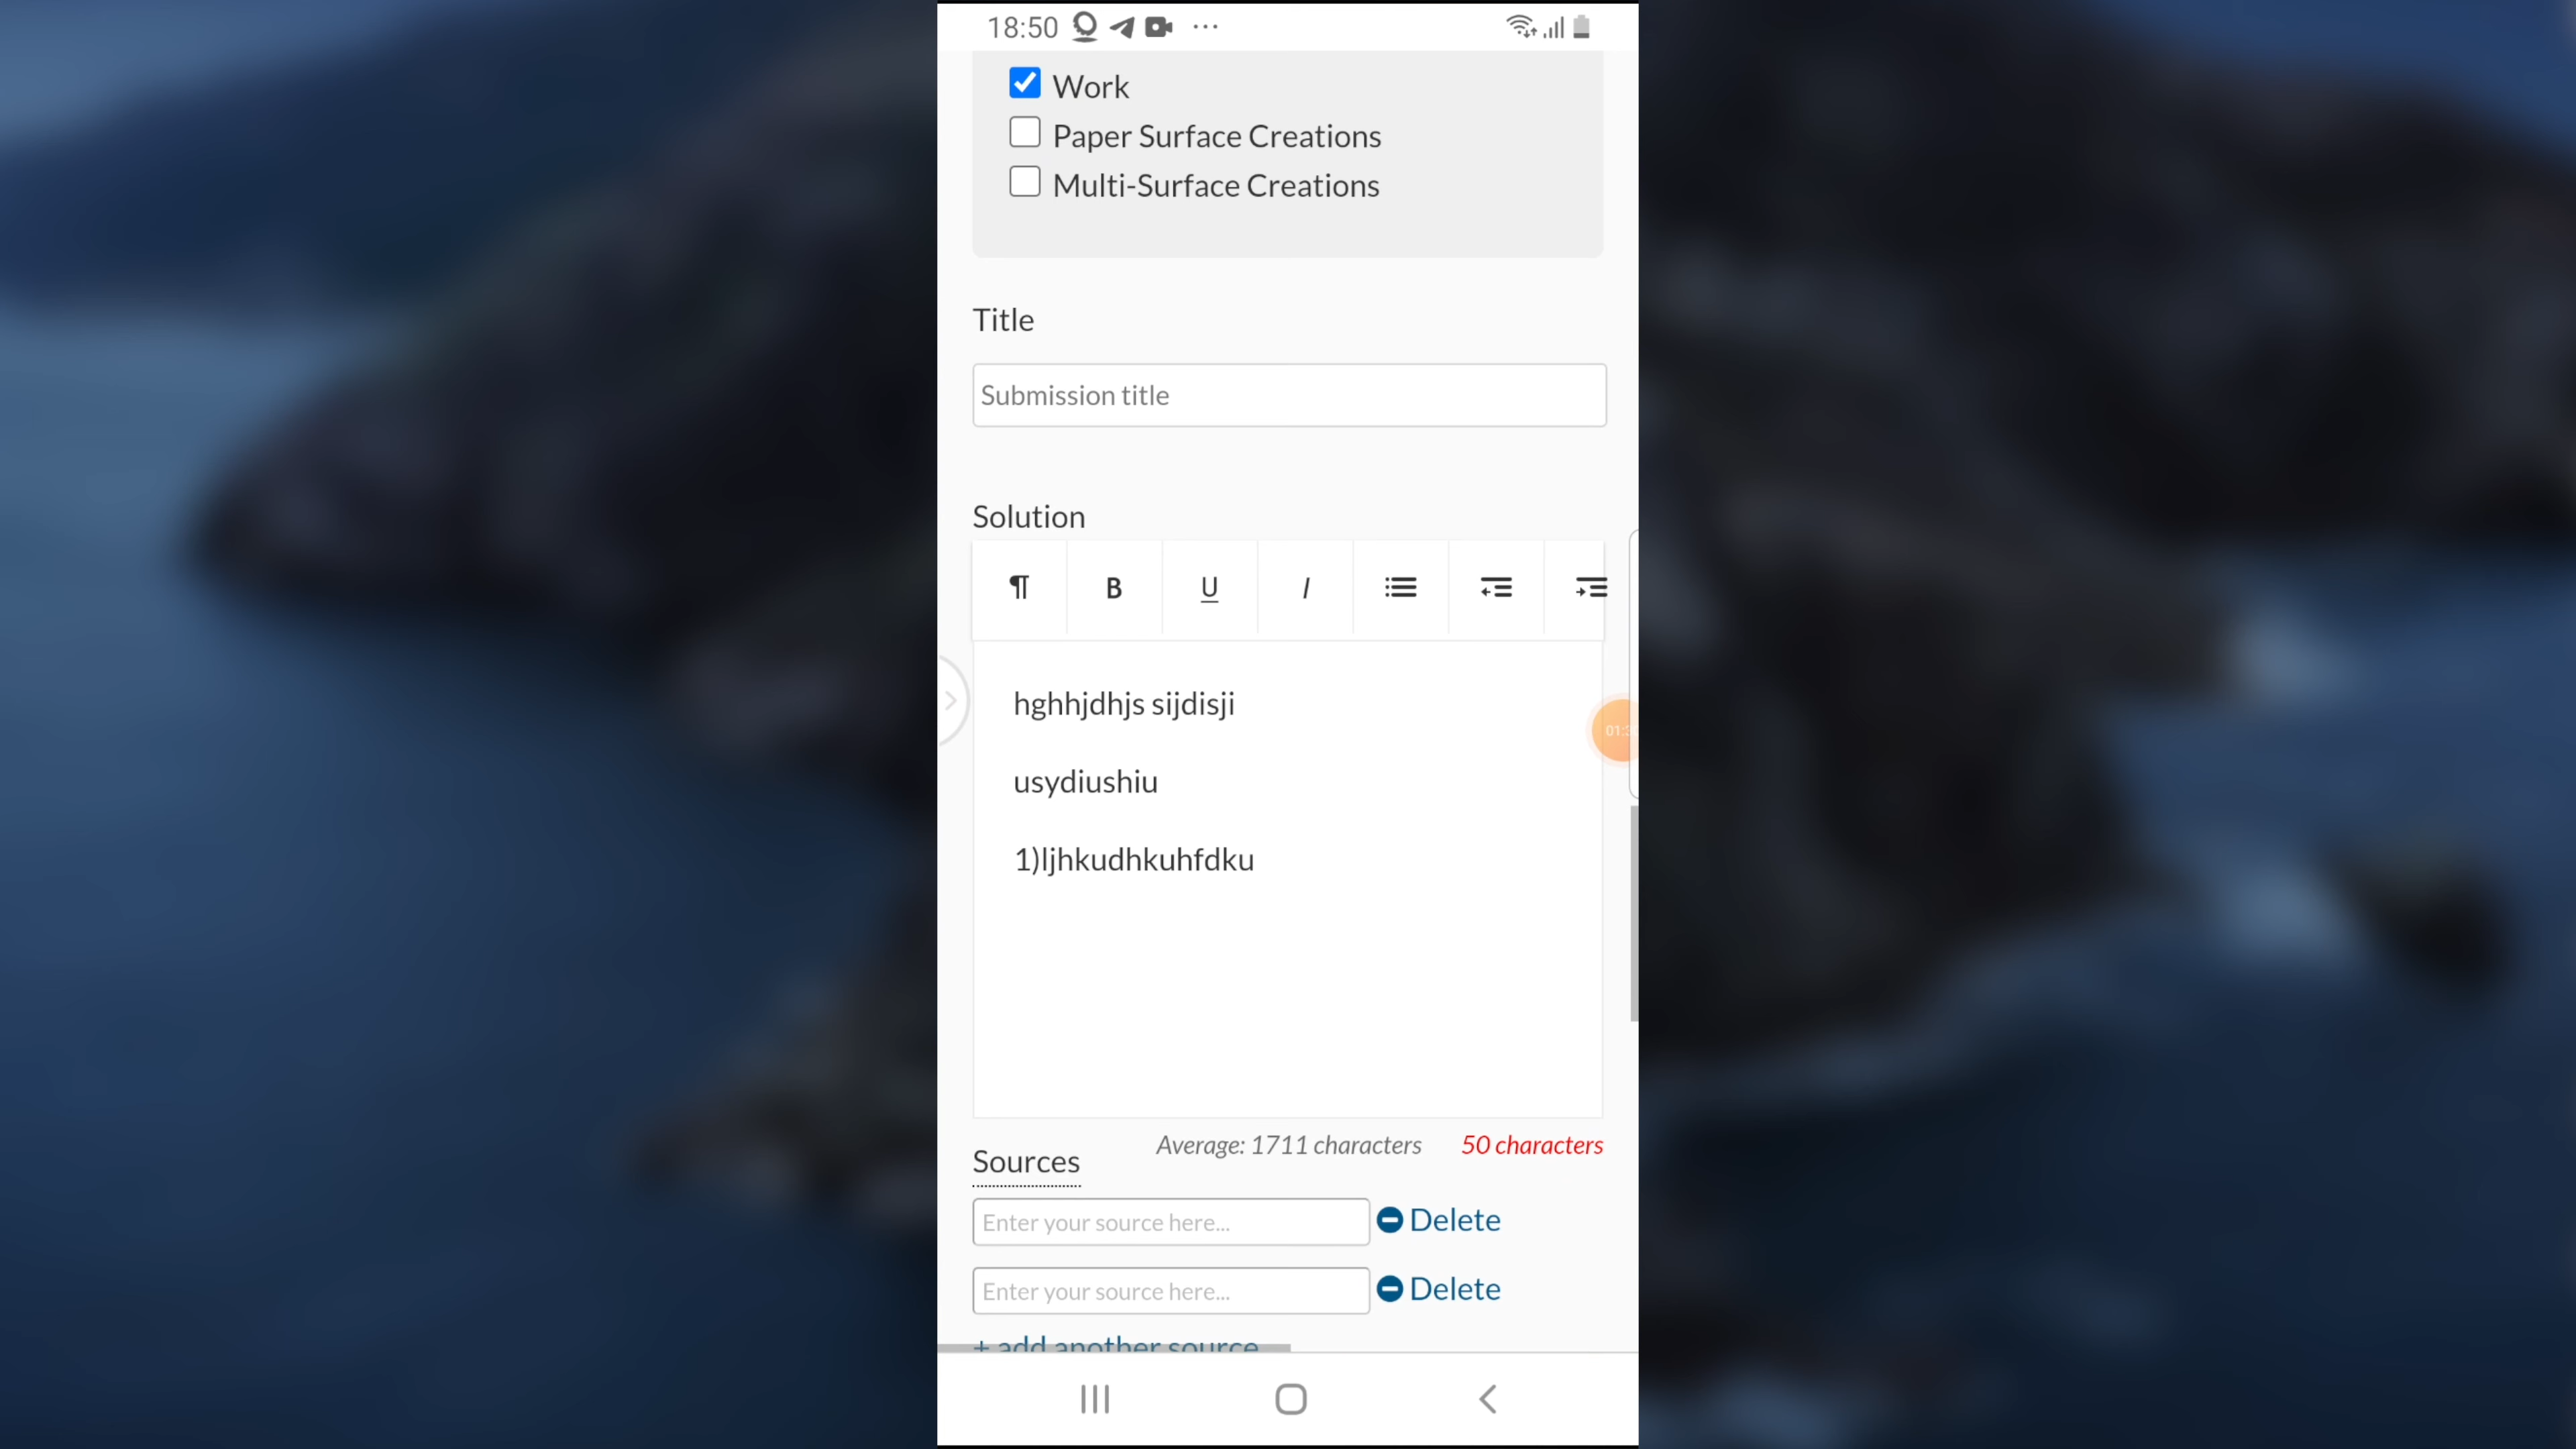 18:50
Work
Paper Surface Creations
Multi-Surface Creations
Title
Submission title
Solution
¶ B U I
hghhjdhjs sijdisji
usydiushiu
1)ljhkudhkuhfdku
Average: 1711 characters 50 characters
Sources
Enter your source here... Delete
Enter your source here... Delete
+ add another source